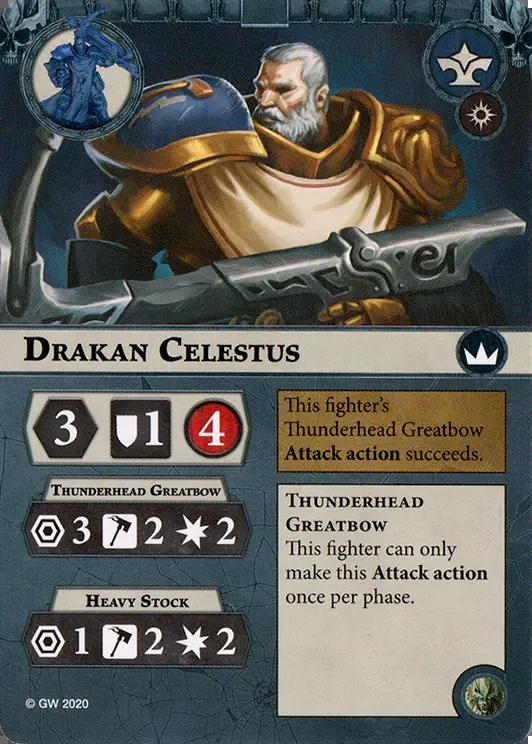 DRAKAN CELESTUS
3 1 4
THUNDERHEAD GREATBOW
3 2 2
HEAVY STOCK
1 2 2
This fighter's
Thunderhead Greatbow
Attack action succeeds.
THUNDERHEAD
GREATBOW
This fighter can only
make this Attack action
once per phase.
© GW 2020